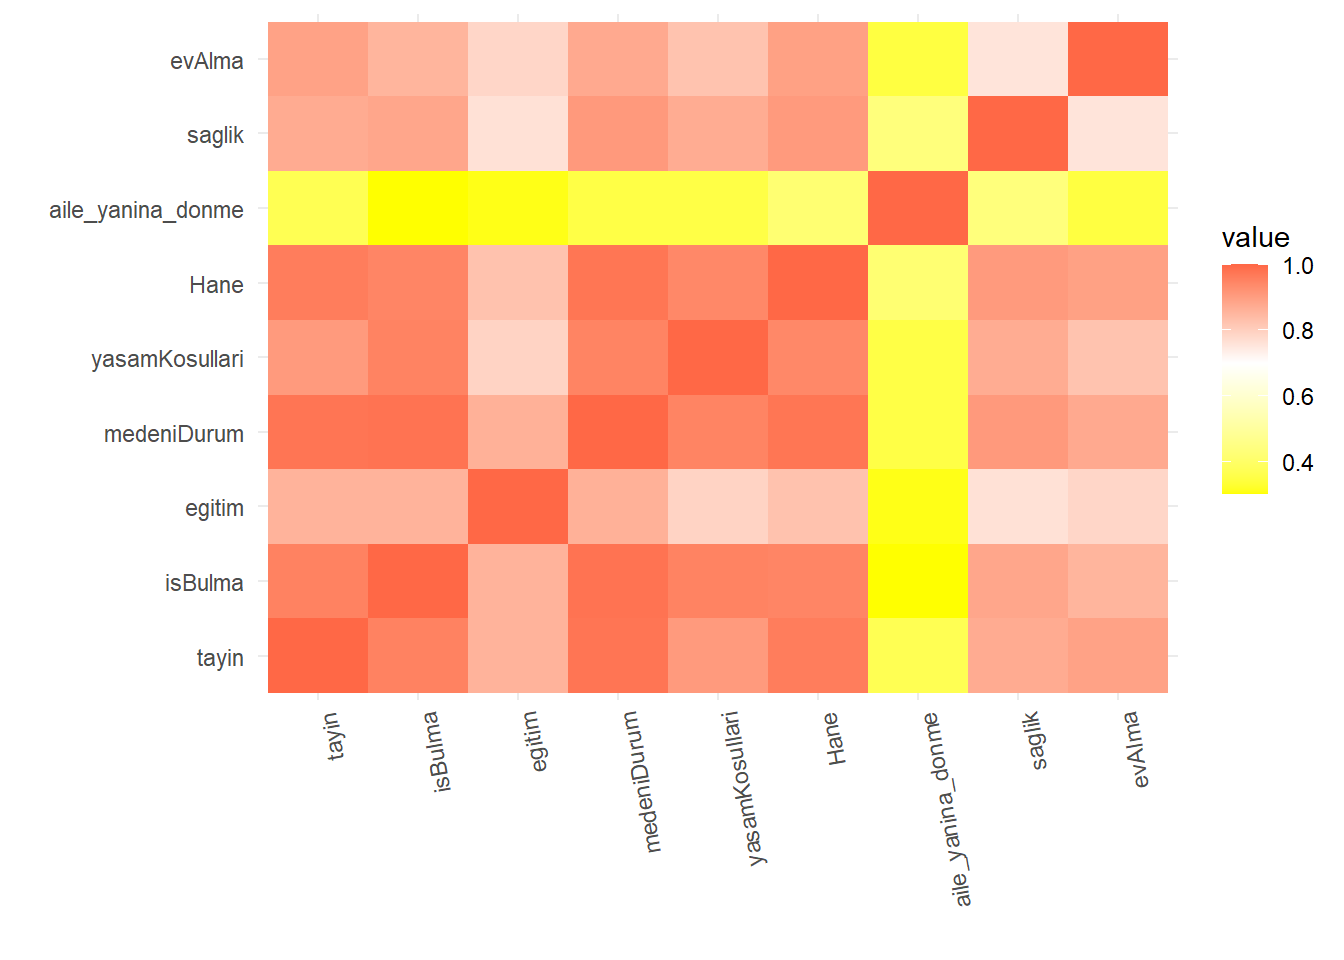 evAlma
saglik
aile_yanina_donme
Hane
yasamKosullari
medeniDurum
egitim
isBulma
tayin
tayin
isBulma
egitim
medeniDurum
yasamKosullari
Hane
aile_yanina_donme
saglik
evAlma
value
1.0
0.8
0.6
0.4